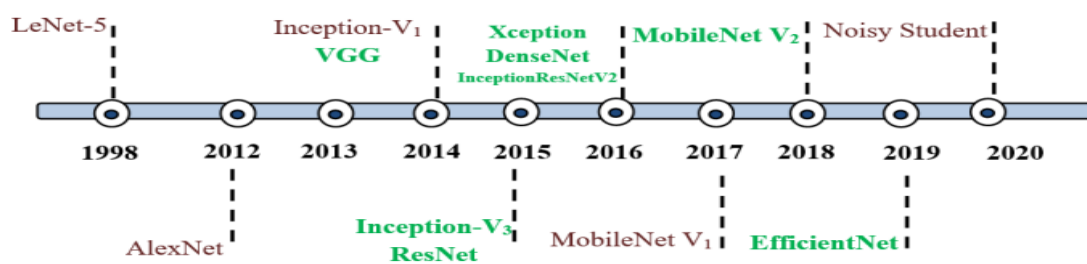 LeNet-5
Inception-V₁
VGG
Xception
DenseNet
InceptionResNetV2
MobileNet V₂
Noisy Student
1998 2012 2013 2014 2015 2016 2017 2018 2019 2020
AlexNet
Inception-V₃
ResNet
MobileNet V₁
EfficientNet